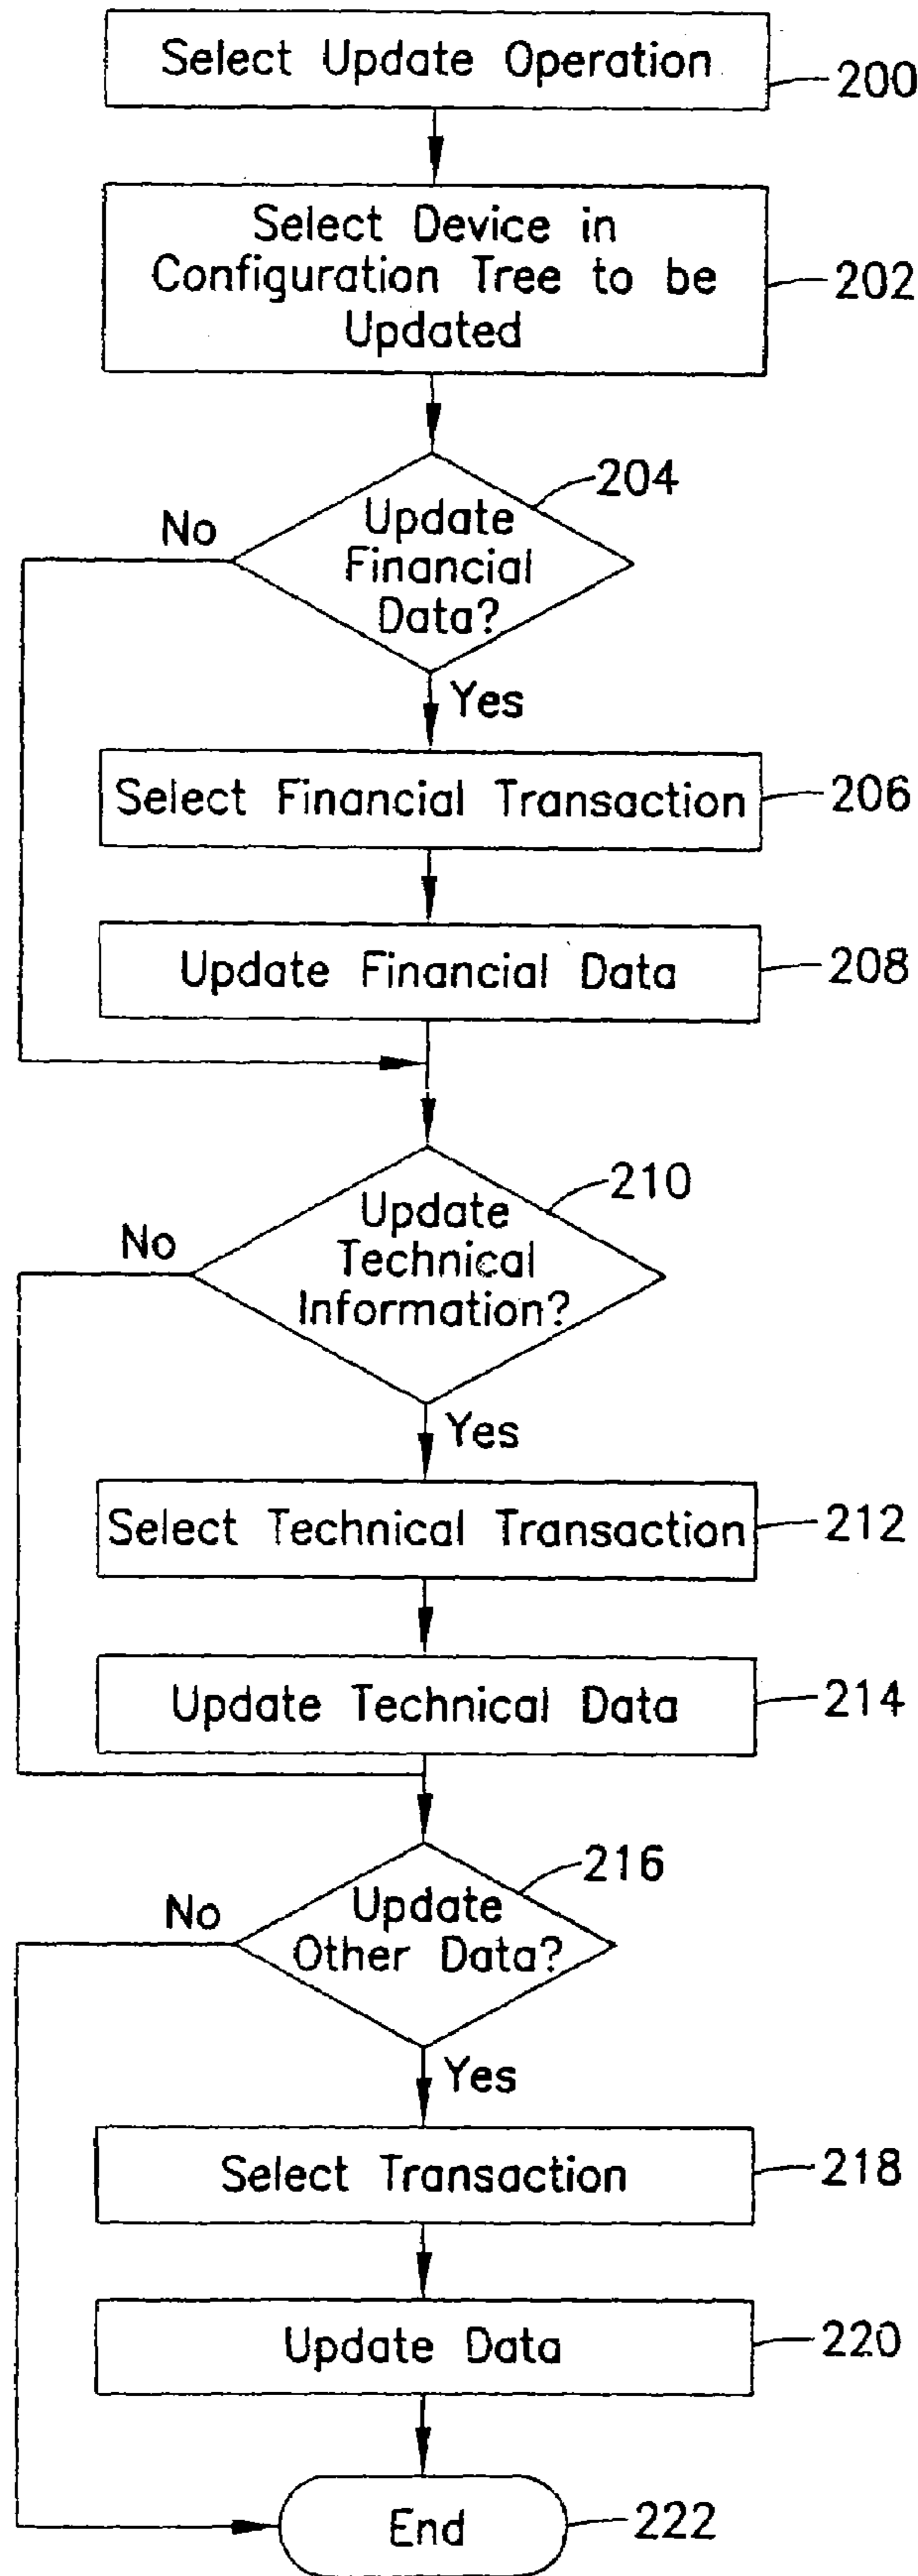 Select Update Operation
200
Select Device in
Configuration Tree to be
Updated
202
204
No
Update
Financial
Data?
Yes
Select Financial Transaction
206
Update Financial Data
208
210
No
Update
Technical
Information?
Yes
Select Technical Transaction
212
Update Technical Data
214
216
No
Update
Other Data?
Yes
Select Transaction
218
Update Data
220
End
222